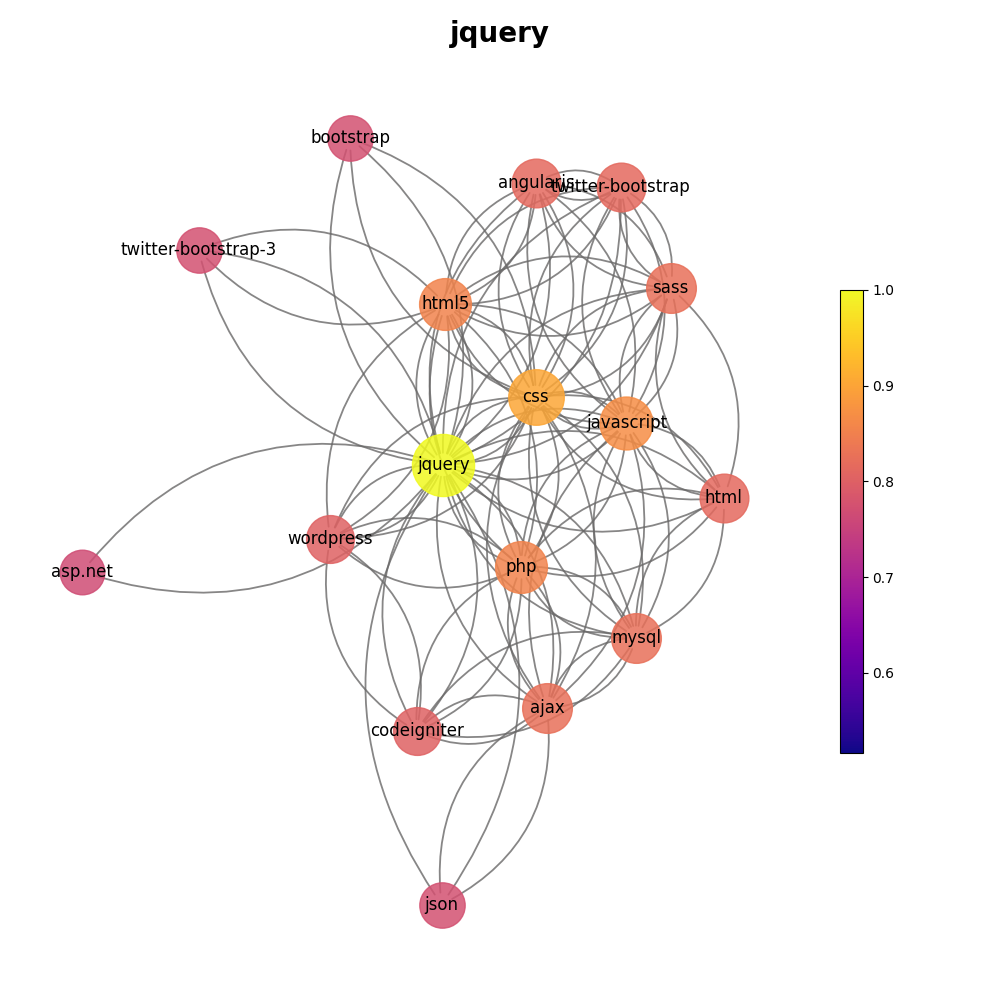 jquery
bootstrap
angularjs
twitter-bootstrap
twitter-bootstrap-3
sass
html5
css
javascript
jquery
html
wordpress
php
asp.net
mysql
ajax
codeigniter
json
1.0
0.9
0.8
0.7
0.6